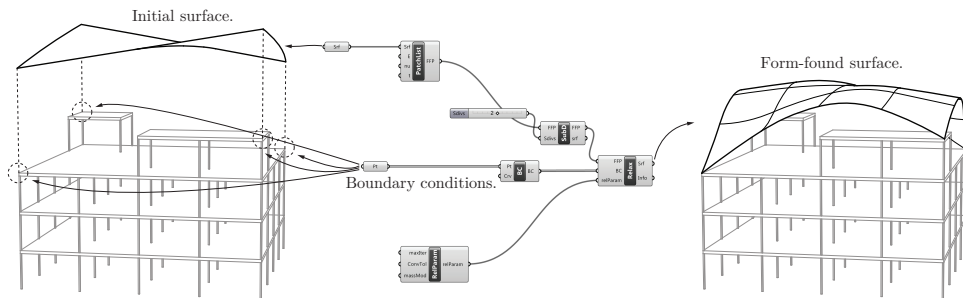 Initial surface.
Srf
Srf
E
nu
t
PatchList
FFP
Form-found surface.
Sdivs
2
FFP
Sdivs
SubD
FFP
srf
Pt
Pt
Crv
BC
BC
FFP
BC
relParam
Relax
Srf
Info
Boundary conditions.
maxIter
ConvTol
massMod
RelParam
relParam